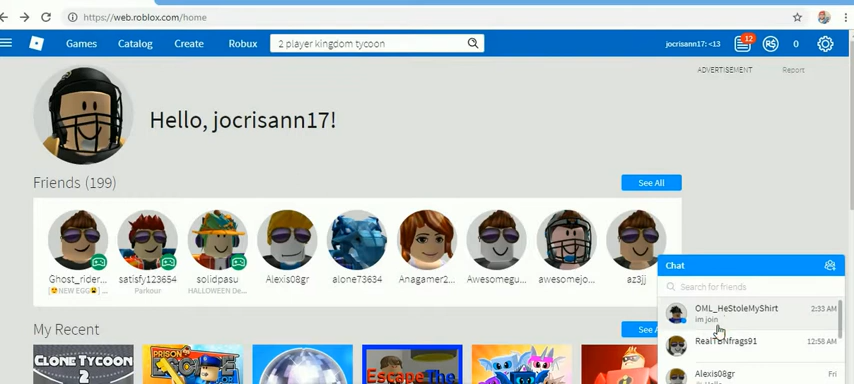 https://web.roblox.com/home
Games Catalog Create Robux 2 player kingdom tycoon jocrisann17: <13 12 R$ 0
ADVERTISEMENT Report
Hello, jocrisann17!
Friends (199) See All
Ghost_rider... satisfy123654 solidpasu Alexis08gr alone73634 Anagamer2... Awesomegu... awesomejo... az3jj
Parkour HALLOWEEN De...
Chat
Search for friends
OML_HeStoleMyShirt 2:33 AM
im join
12:58 AM
Alexis08gr Fri
My Recent See
CLONE TYCOON 2 PRISON Escape The